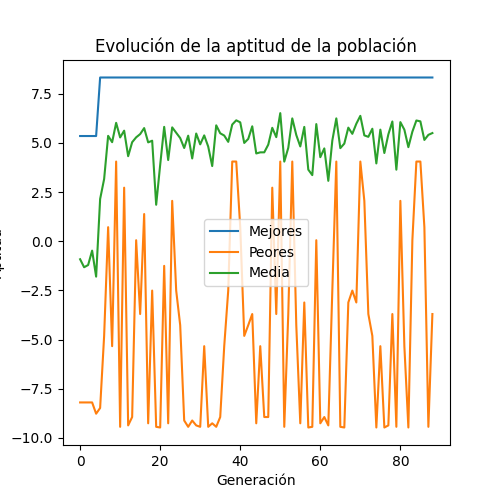 Evolución de la aptitud de la población
7.5
5.0
2.5
0.0
−2.5
−5.0
−7.5
−10.0
Mejores
Peores
Media
0 20 40 60 80
Generación